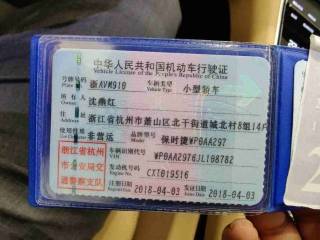 中华人民共和国机动车行驶证
Vehicle License of the People's Republic of China
号牌号码 浙AVM910 车辆类型 小型轿车
Plate No. Vehicle Type
所有人 沈燕红
Owner
住址 浙江省杭州市萧山区北干街道城北村8组14户
Address
使用性质 非营运 品牌型号 保时捷WP0AA297
Use Character Model
浙江省杭州 车辆识别代号 WP0AA2976JL108782
VIN
市公安局交 发动机号码 CXT019516
Engine No.
通警察支队 注册日期 2018-04-03 发证日期 2018-04-03
Register Date Issue Date